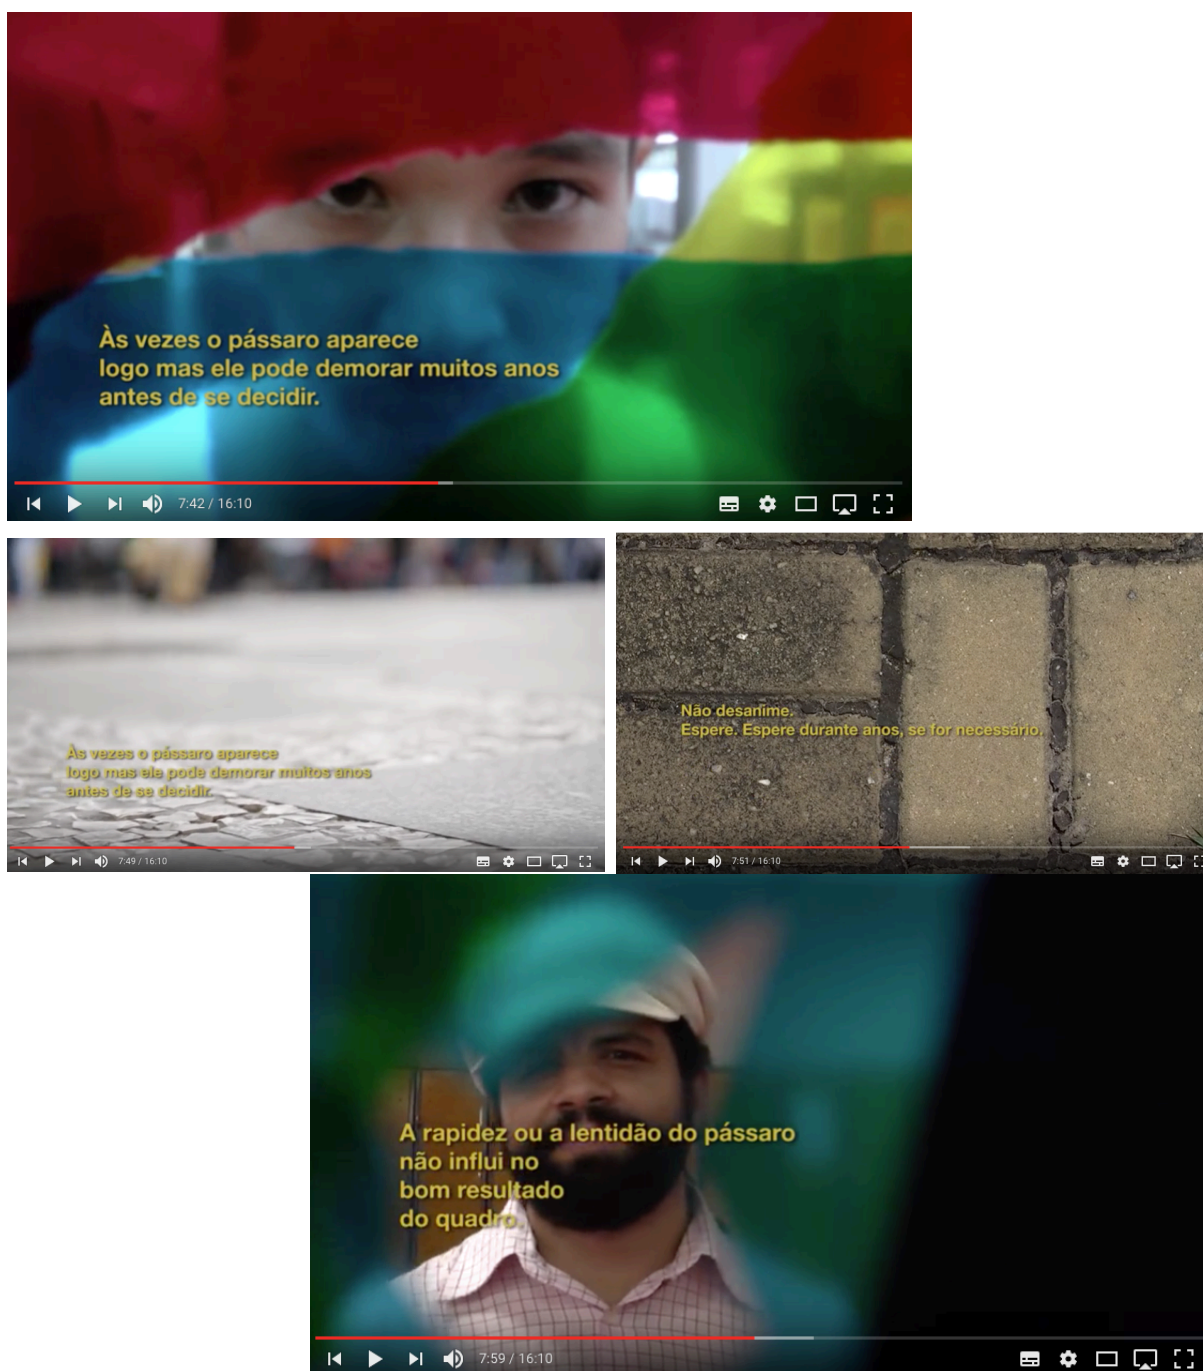 Às vezes o pássaro aparece
logo mas ele pode demorar muitos anos
antes de se decidir.
7:42 / 16:10
Às vezes o pássaro aparece
logo mas ele pode demorar muitos anos
antes de se decidir.
7:49 / 16:10
Não desanime.
Espere. Espere durante anos, se for necessário.
7:51 / 16:10
A rapidez ou a lentidão do pássaro
não influi no
bom resultado
do quadro.
7:59 / 16:10